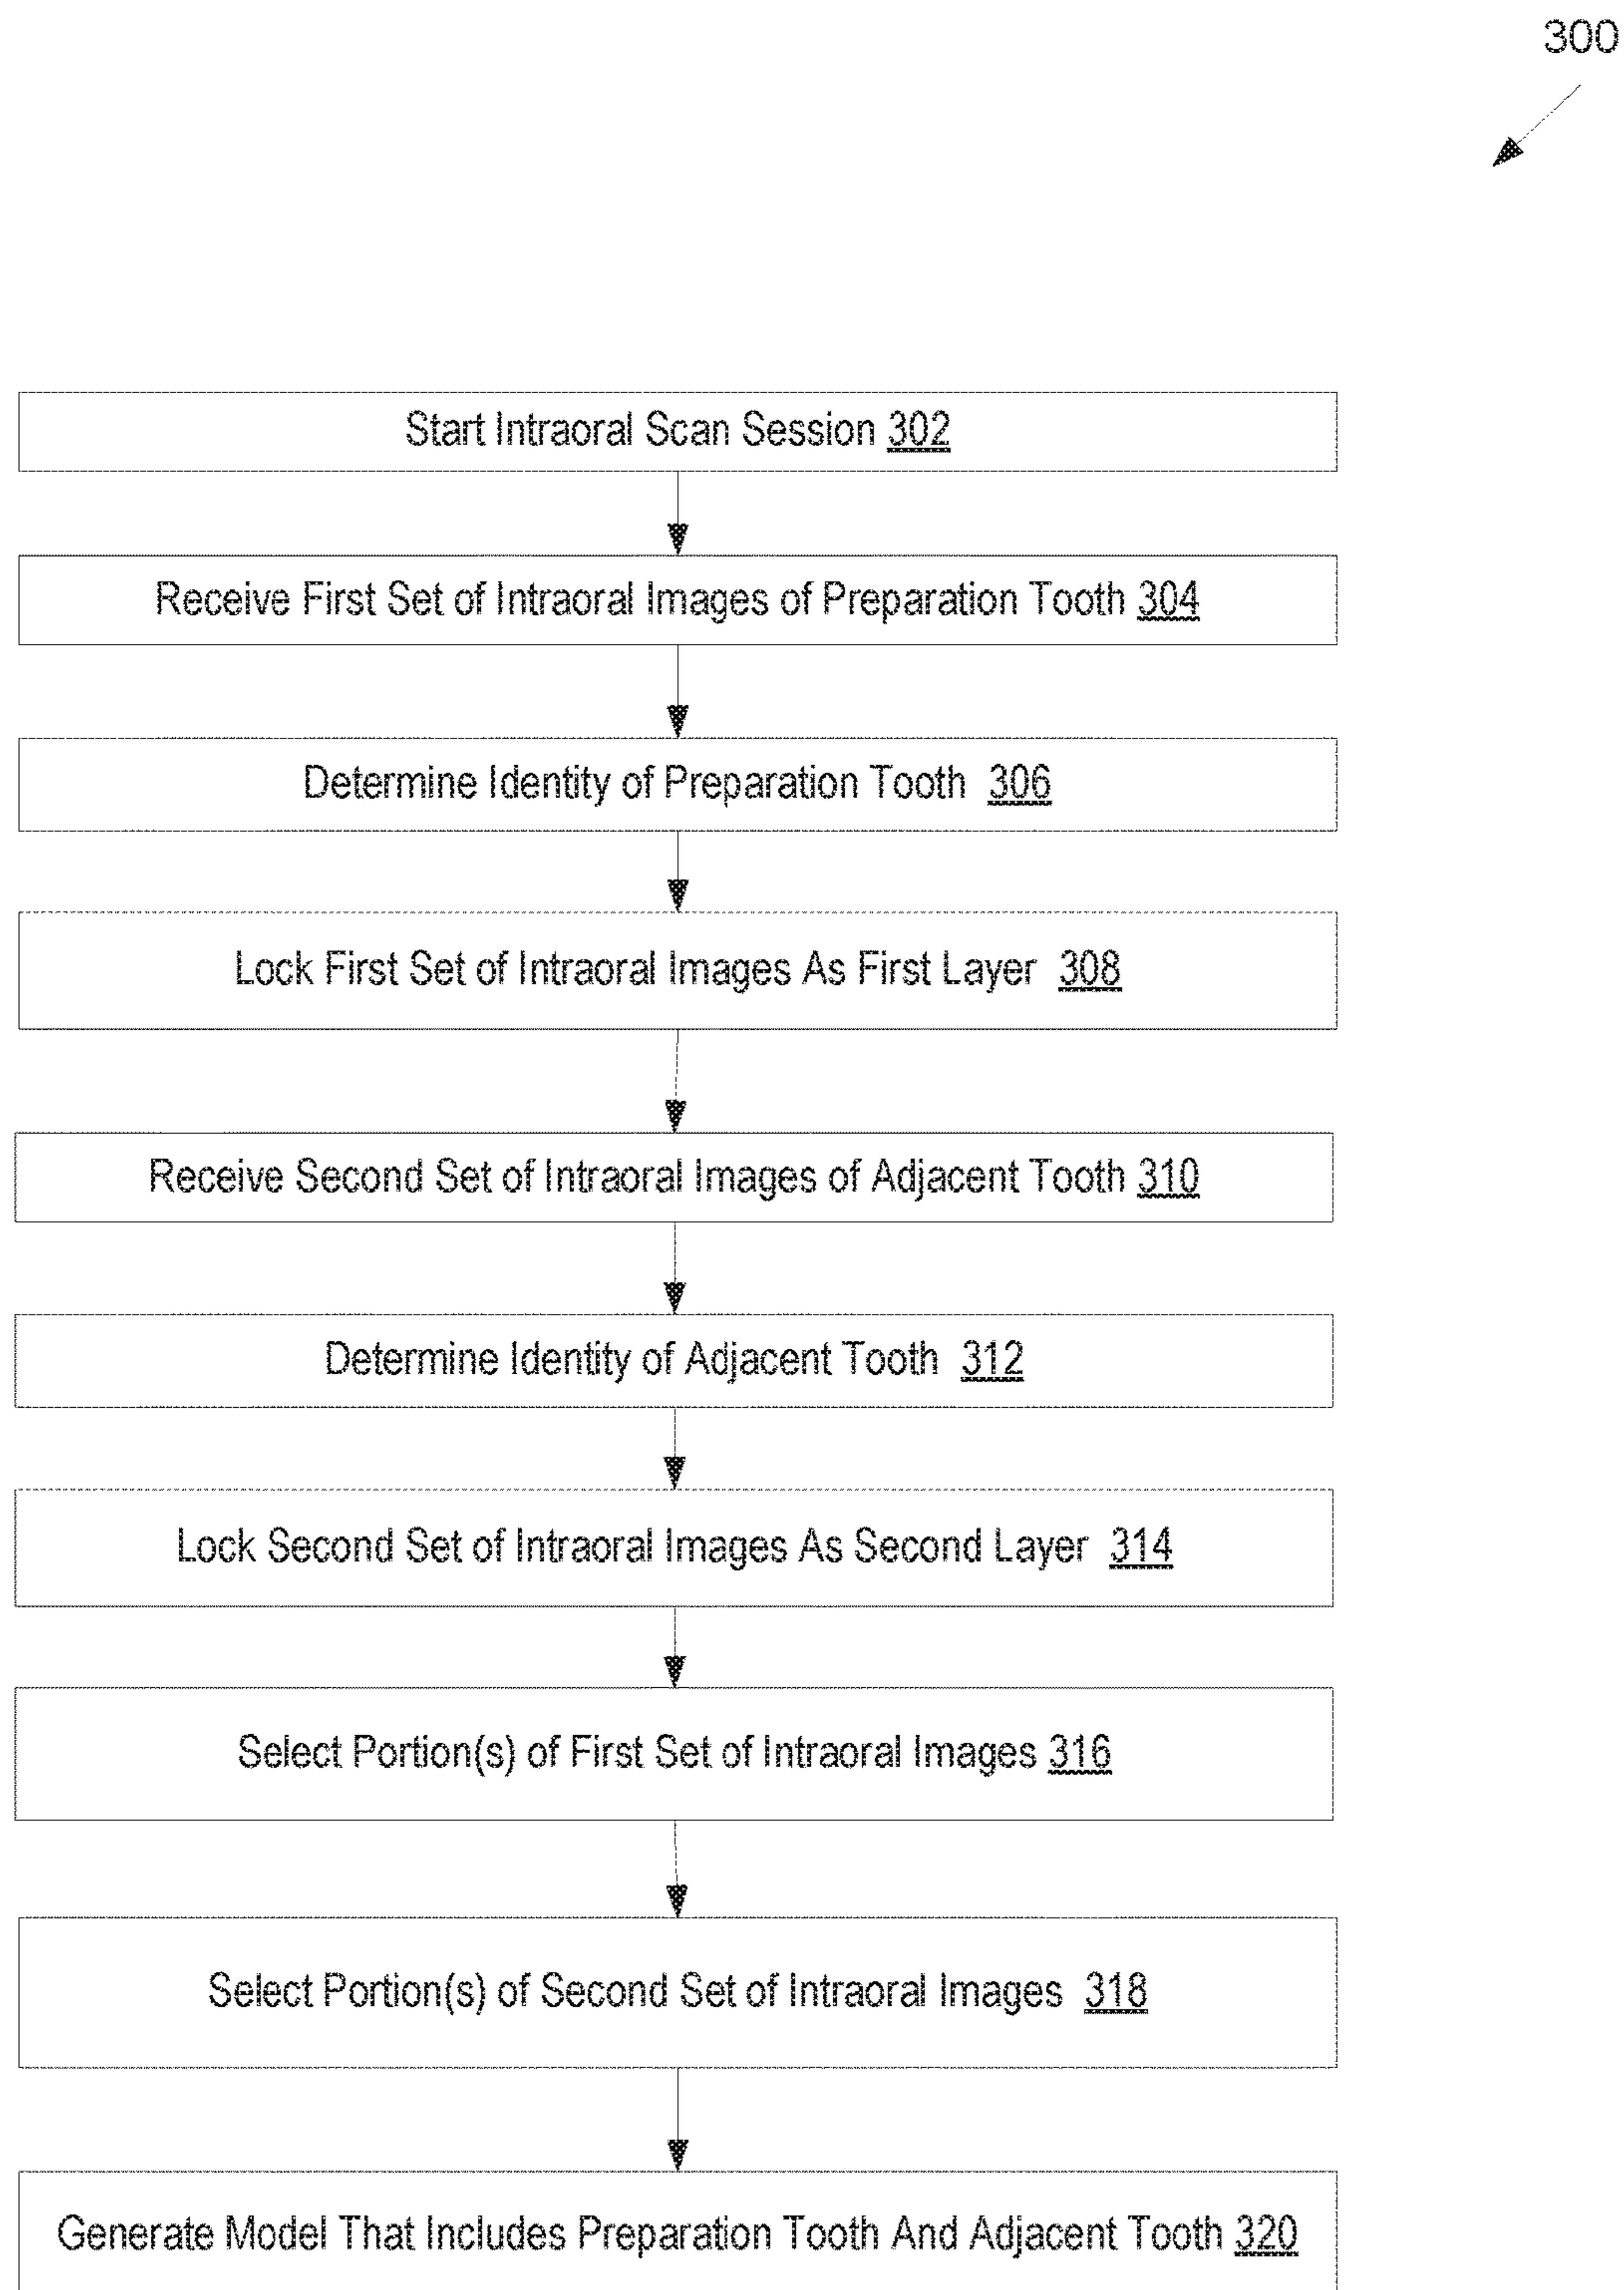 300
Start Intraoral Scan Session 302
Receive First Set of Intraoral Images of Preparation Tooth 304
Determine Identity of Preparation Tooth 306
Lock First Set of Intraoral Images As First Layer 308
Receive Second Set of Intraoral Images of Adjacent Tooth 310
Determine Identity of Adjacent Tooth 312
Lock Second Set of Intraoral Images As Second Layer 314
Select Portion(s) of First Set of Intraoral Images 316
Select Portion(s) of Second Set of Intraoral Images 318
Generate Model That Includes Preparation Tooth And Adjacent Tooth 320